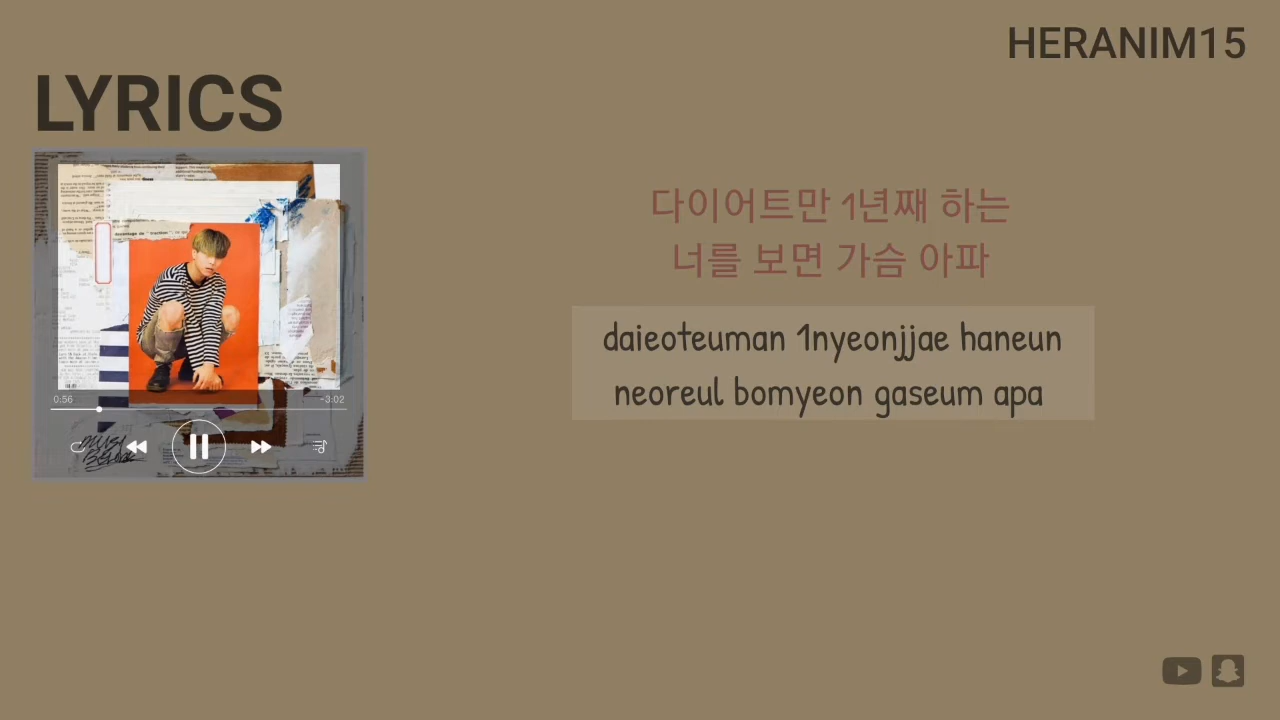 HERANIM15
LYRICS
다이어트만 1년째 하는
너를 보면 가슴 아파
daieoteuman 1nyeonjjae haneun
neoreul bomyeon gaseum apa
0:56
-3:02